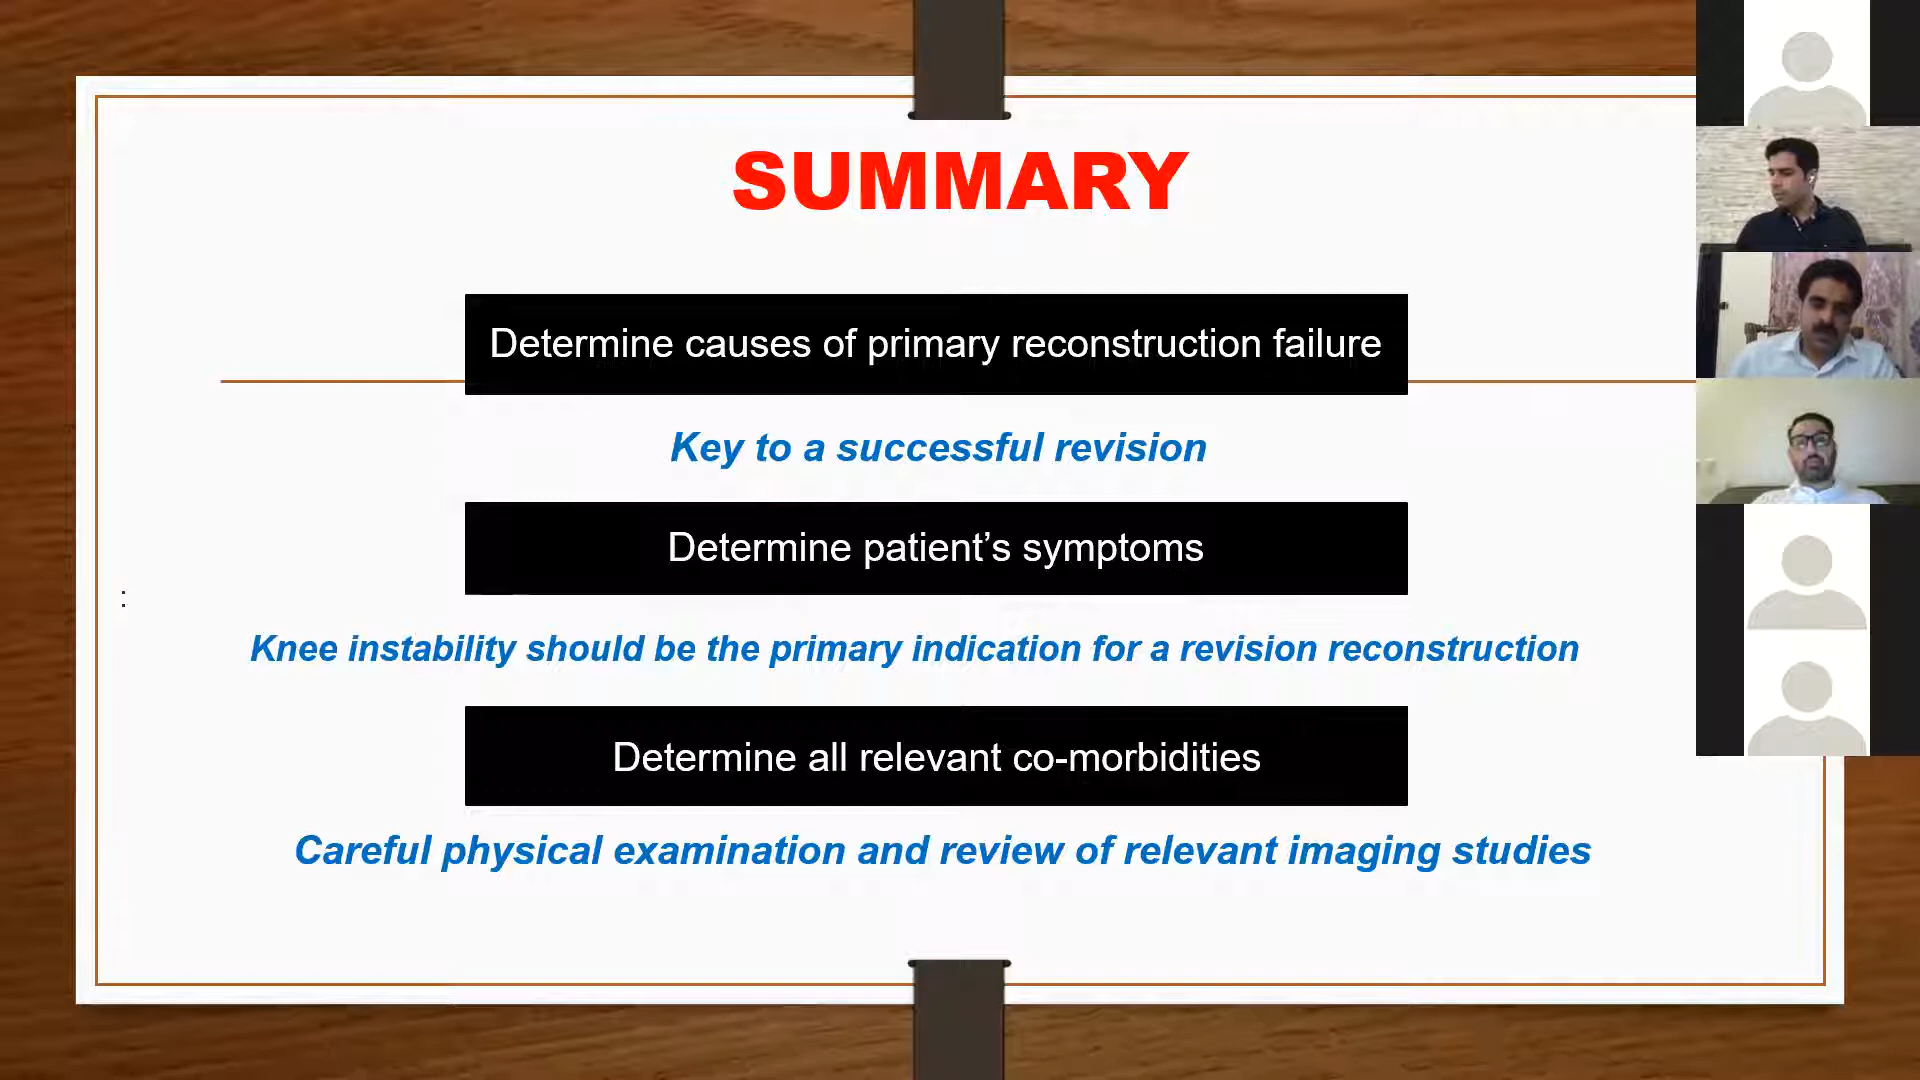 SUMMARY
Determine causes of primary reconstruction failure
Key to a successful revision
Determine patient’s symptoms
:
Knee instability should be the primary indication for a revision reconstruction
Determine all relevant co-morbidities
Careful physical examination and review of relevant imaging studies